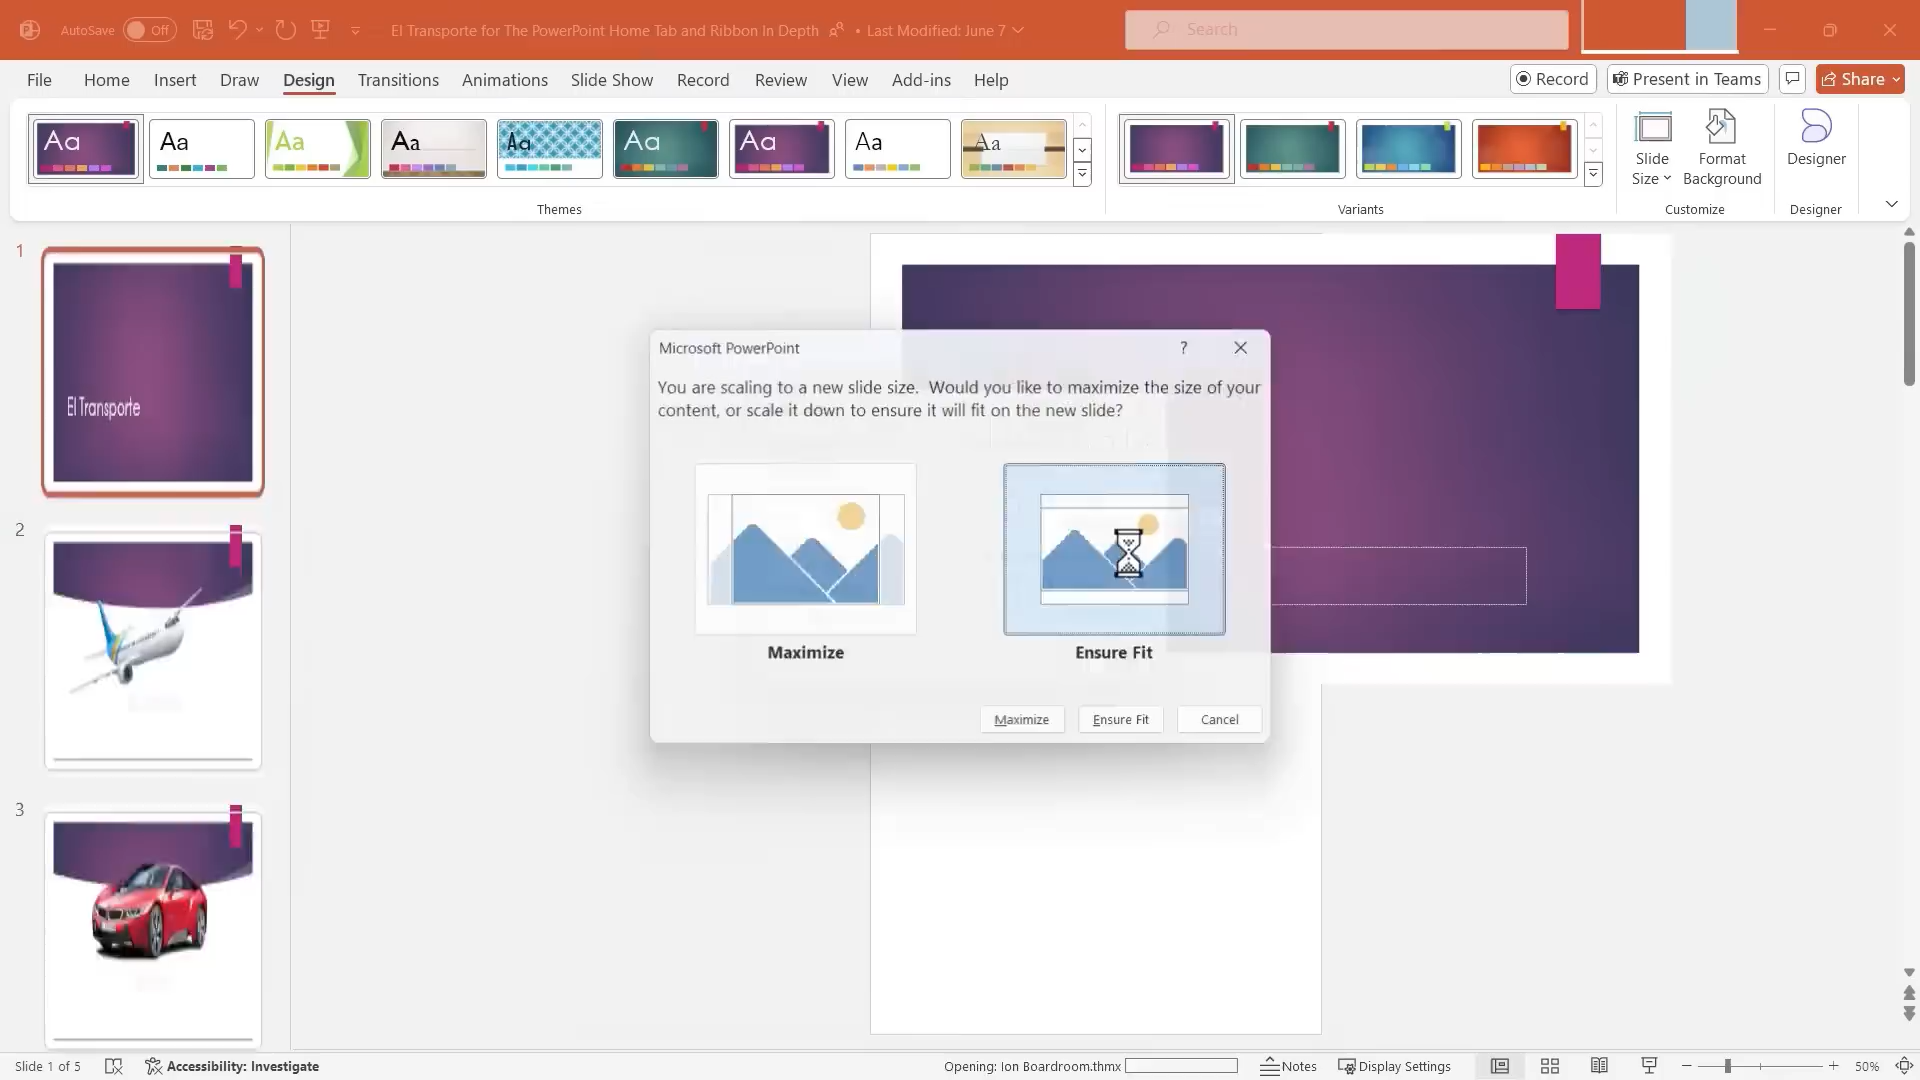 AutoSave Off El Transporte for The PowerPoint Home Tab and Ribbon In Depth • Last Modified: June 7 Search
File Home Insert Draw Design Transitions Animations Slide Show Record Review View Add-ins Help Record Present in Teams Share
Aa Aa Aa Aa Aa Aa Aa Aa Aa
Slide Size Format Background Designer
Themes Variants Customize Designer
1
El Transporte
2
3
Microsoft PowerPoint ?
You are scaling to a new slide size. Would you like to maximize the size of your
content, or scale it down to ensure it will fit on the new slide?
Maximize Ensure Fit
Maximize Ensure Fit Cancel
Slide 1 of 5 Accessibility: Investigate Opening: Ion Boardroom.thmx Notes Display Settings 50%